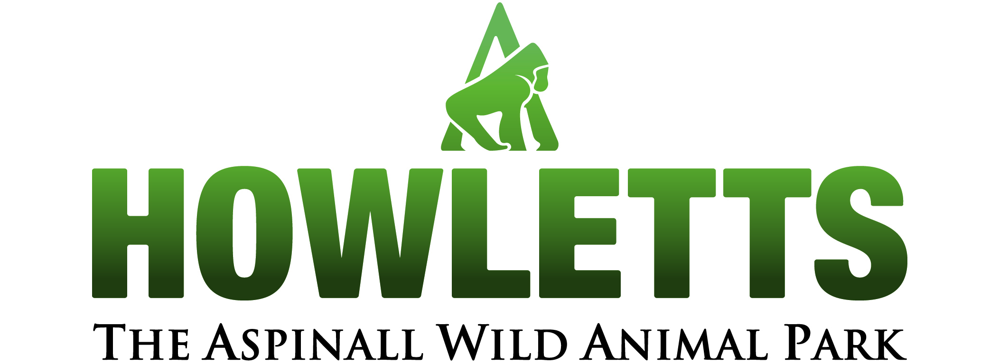 HOWLETTS
THE ASPINALL WILD ANIMAL PARK